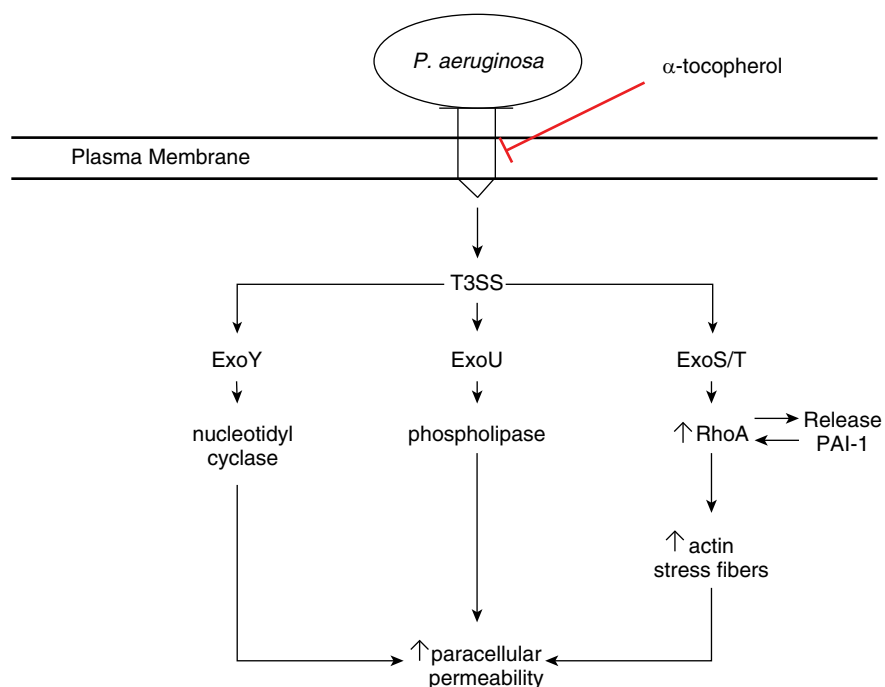 P. aeruginosa
α-tocopherol
Plasma Membrane
T3SS
ExoY
ExoU
ExoS/T
nucleotidyl
cyclase
phospholipase
↑ RhoA
Release
PAI-1
↑ actin
stress fibers
↑ paracellular
permeability